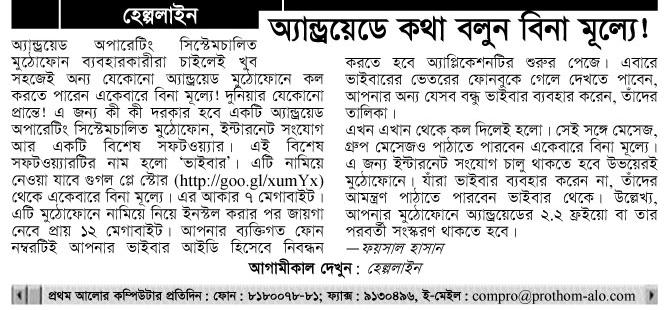 হেল্পলাইন
অ্যান্ড্রয়েডে কথা বলুন বিনা মূল্যে!
অ্যান্ড্রয়েড অপারেটিং সিস্টেমচালিত
মুঠোফোন ব্যবহারকারীরা চাইলেই খুব
সহজেই অন্য যেকোনো অ্যান্ড্রয়েড মুঠোফোনে কল
করতে পারেন একেবারে বিনা মূল্যে! দুনিয়ার যেকোনো
প্রান্তে! এ জন্য কী কী দরকার হবে একটি অ্যান্ড্রয়েড
অপারেটিং সিস্টেমচালিত মুঠোফোন, ইন্টারনেট সংযোগ
আর একটি বিশেষ সফটওয়্যার। এই বিশেষ
সফটওয়্যারটির নাম হলো ‘ভাইবার’। এটি নামিয়ে
নেওয়া যাবে গুগল প্লে স্টোর (http://goo.gl/xumYx)
থেকে একেবারে বিনা মূল্যে। এর আকার ৭ মেগাবাইট।
এটি মুঠোফোনে নামিয়ে নিয়ে ইনস্টল করার পর জায়গা
নেবে প্রায় ১২ মেগাবাইট। আপনার ব্যক্তিগত ফোন
নম্বরটিই আপনার ভাইবার আইডি হিসেবে নিবন্ধন
করতে হবে অ্যাপ্লিকেশনটির শুরুর পেজে। এবারে
ভাইবারের ভেতরের ফোনবুকে গেলে দেখতে পাবেন,
আপনার অন্য যেসব বন্ধু ভাইবার ব্যবহার করেন, তাঁদের
তালিকা।
এখন এখান থেকে কল দিলেই হলো। সেই সঙ্গে মেসেজ,
গ্রুপ মেসেজও পাঠাতে পারবেন একেবারে বিনা মূল্যে।
এ জন্য ইন্টারনেট সংযোগ চালু থাকতে হবে উভয়েরই
মুঠোফোনে। যাঁরা ভাইবার ব্যবহার করেন না, তাঁদের
আমন্ত্রণ পাঠাতে পারবেন ভাইবার থেকে। উল্লেখ্য,
আপনার মুঠোফোনে অ্যান্ড্রয়েডের ২.২ ফ্রইয়ো বা তার
পরবর্তী সংস্করণ থাকতে হবে।
—ফয়সাল হাসান
আগামীকাল দেখুন : হেল্পলাইন
প্রথম আলোর কম্পিউটার প্রতিদিন : ফোন : ৮১৮০০৭৮-৮১; ফ্যাক্স : ৯১৩০৪৯৬, ই-মেইল : compro@prothom-alo.com